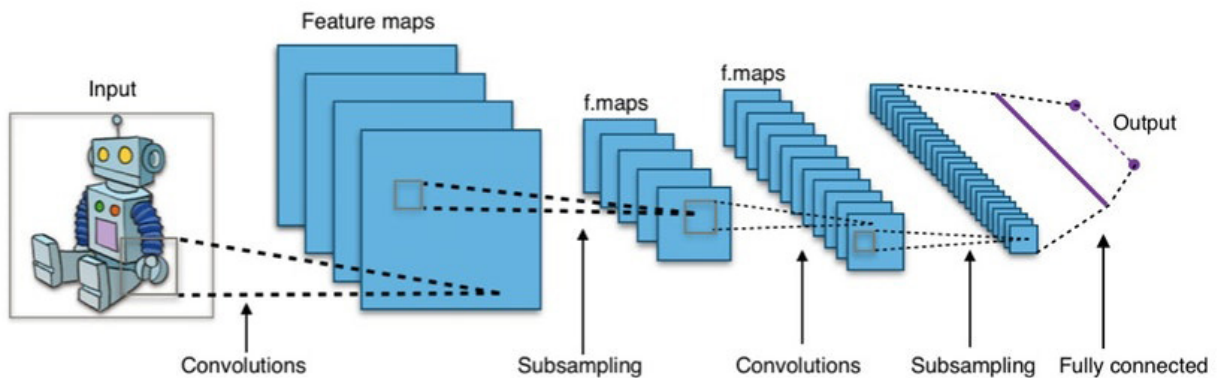 Feature maps
Input
f.maps
f.maps
Output
Convolutions
Subsampling
Convolutions
Subsampling
Fully connected